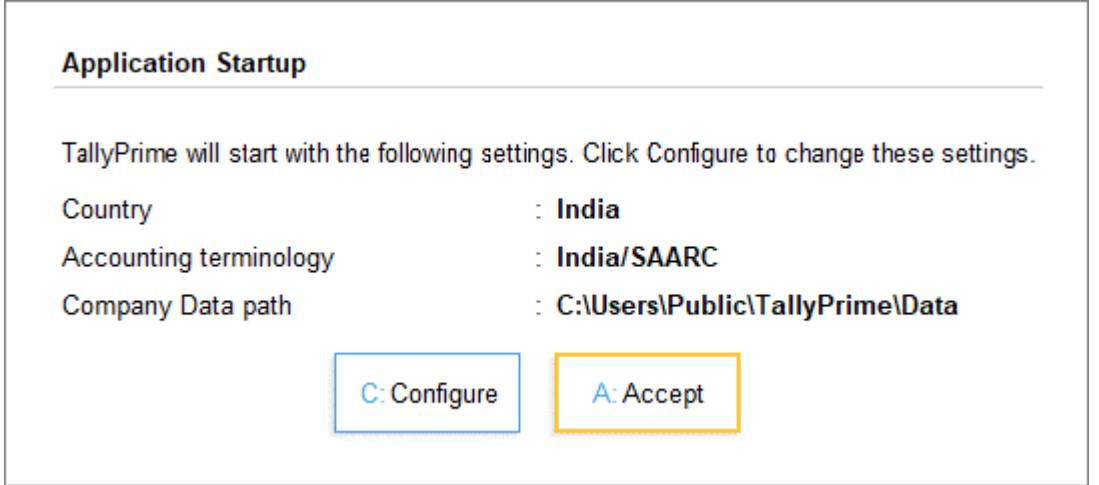 Application Startup
TallyPrime will start with the following settings. Click Configure to change these settings.
Country : India
Accounting terminology : India/SAARC
Company Data path : C:\Users\Public\TallyPrime\Data
C: Configure A: Accept